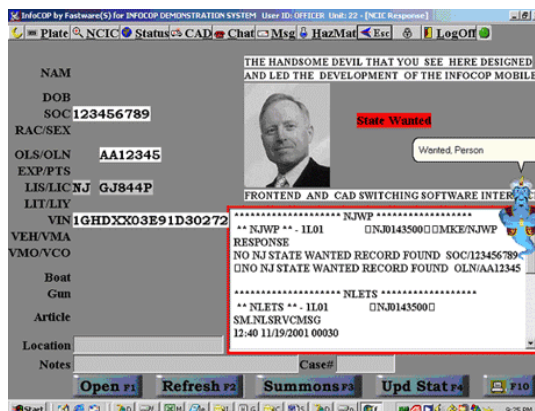 InfoCOP by Fastware(S) for INFOCOP DEMONSTRATION SYSTEM User ID: OFFICER Unit: 22 - [NCIC Response]
Plate NCIC Status CAD Chat Msg HazMat Esc LogOff
THE HANDSOME DEVIL THAT YOU SEE HERE DESIGNED
AND LED THE DEVELOPMENT OF THE INFOCOP MOBILE
NAM
DOB
SOC 123456789
RAC/SEX
State Wanted
Wanted, Person
OLS/OLN AA12345
EXP/PTS
LIS/LIC NJ GJ844P
LIT/LIY
FRONTEND AND CAD SWITCHING SOFTWARE
VIN 1GHDXX03E91D30272
VEH/VMA
VMO/VCO
******************** NJWP *******************
** NJWP ** - 1L01 NJ0143500 MKE/NJWP
RESPONSE
NO NJ STATE WANTED RECORD FOUND SOC/123456789
NO NJ STATE WANTED RECORD FOUND OLN/AA12345
******************** NLETS ******************
** NLETS ** - 1L01 NJ0143500
SM.NLSRVCMSG
12:40 11/19/2001 00030
Boat
Gun
Article
Location
Notes Case#
Open F1 Refresh F2 Summons F3 Upd Stat F4 F10
Start 9:25 PM